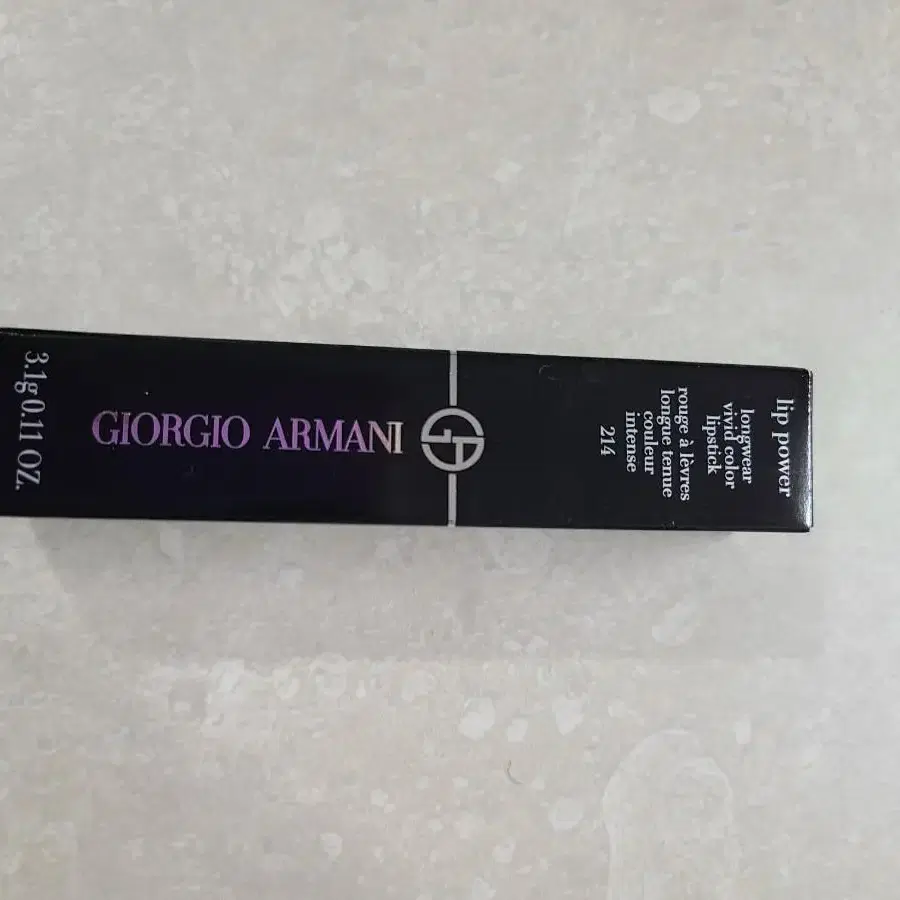 lip power
longwear
vivid color
lipstick
rouge à lèvres
longue tenue
couleur
intense
214
GIORGIO ARMANI
3.1g 0.11 OZ.